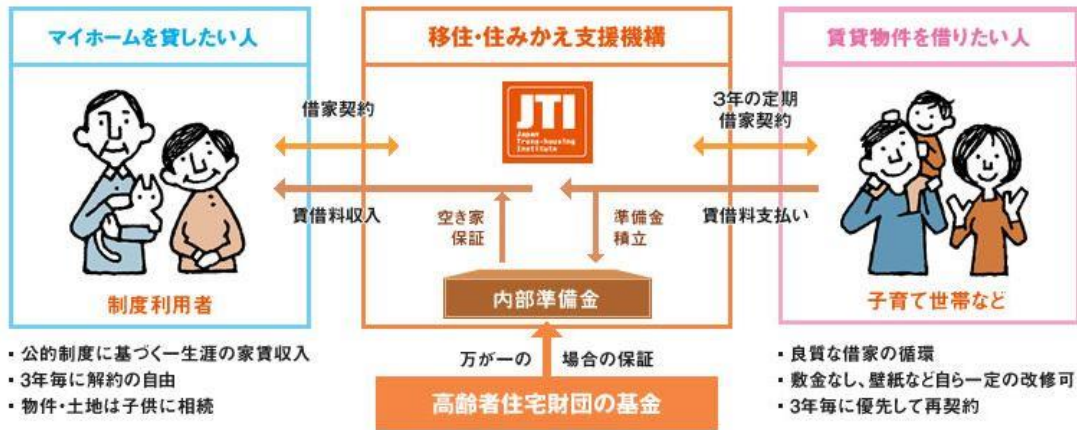 マイホームを貸したい人
移住・住みかえ支援機構
賃貸物件を借りたい人
借家契約
JTI
Japan
Trans-housing
Institute
3年の定期
借家契約
賃借料収入
空き家
保証
準備金
積立
賃借料支払い
制度利用者
内部準備金
子育て世帯など
万が一の 場合の保証
高齢者住宅財団の基金
▪ 公的制度に基づく一生涯の家賃収入
▪ 3年毎に解約の自由
▪ 物件・土地は子供に相続
▪ 良質な借家の循環
▪ 敷金なし、壁紙など自ら一定の改修可
▪ 3年毎に優先して再契約